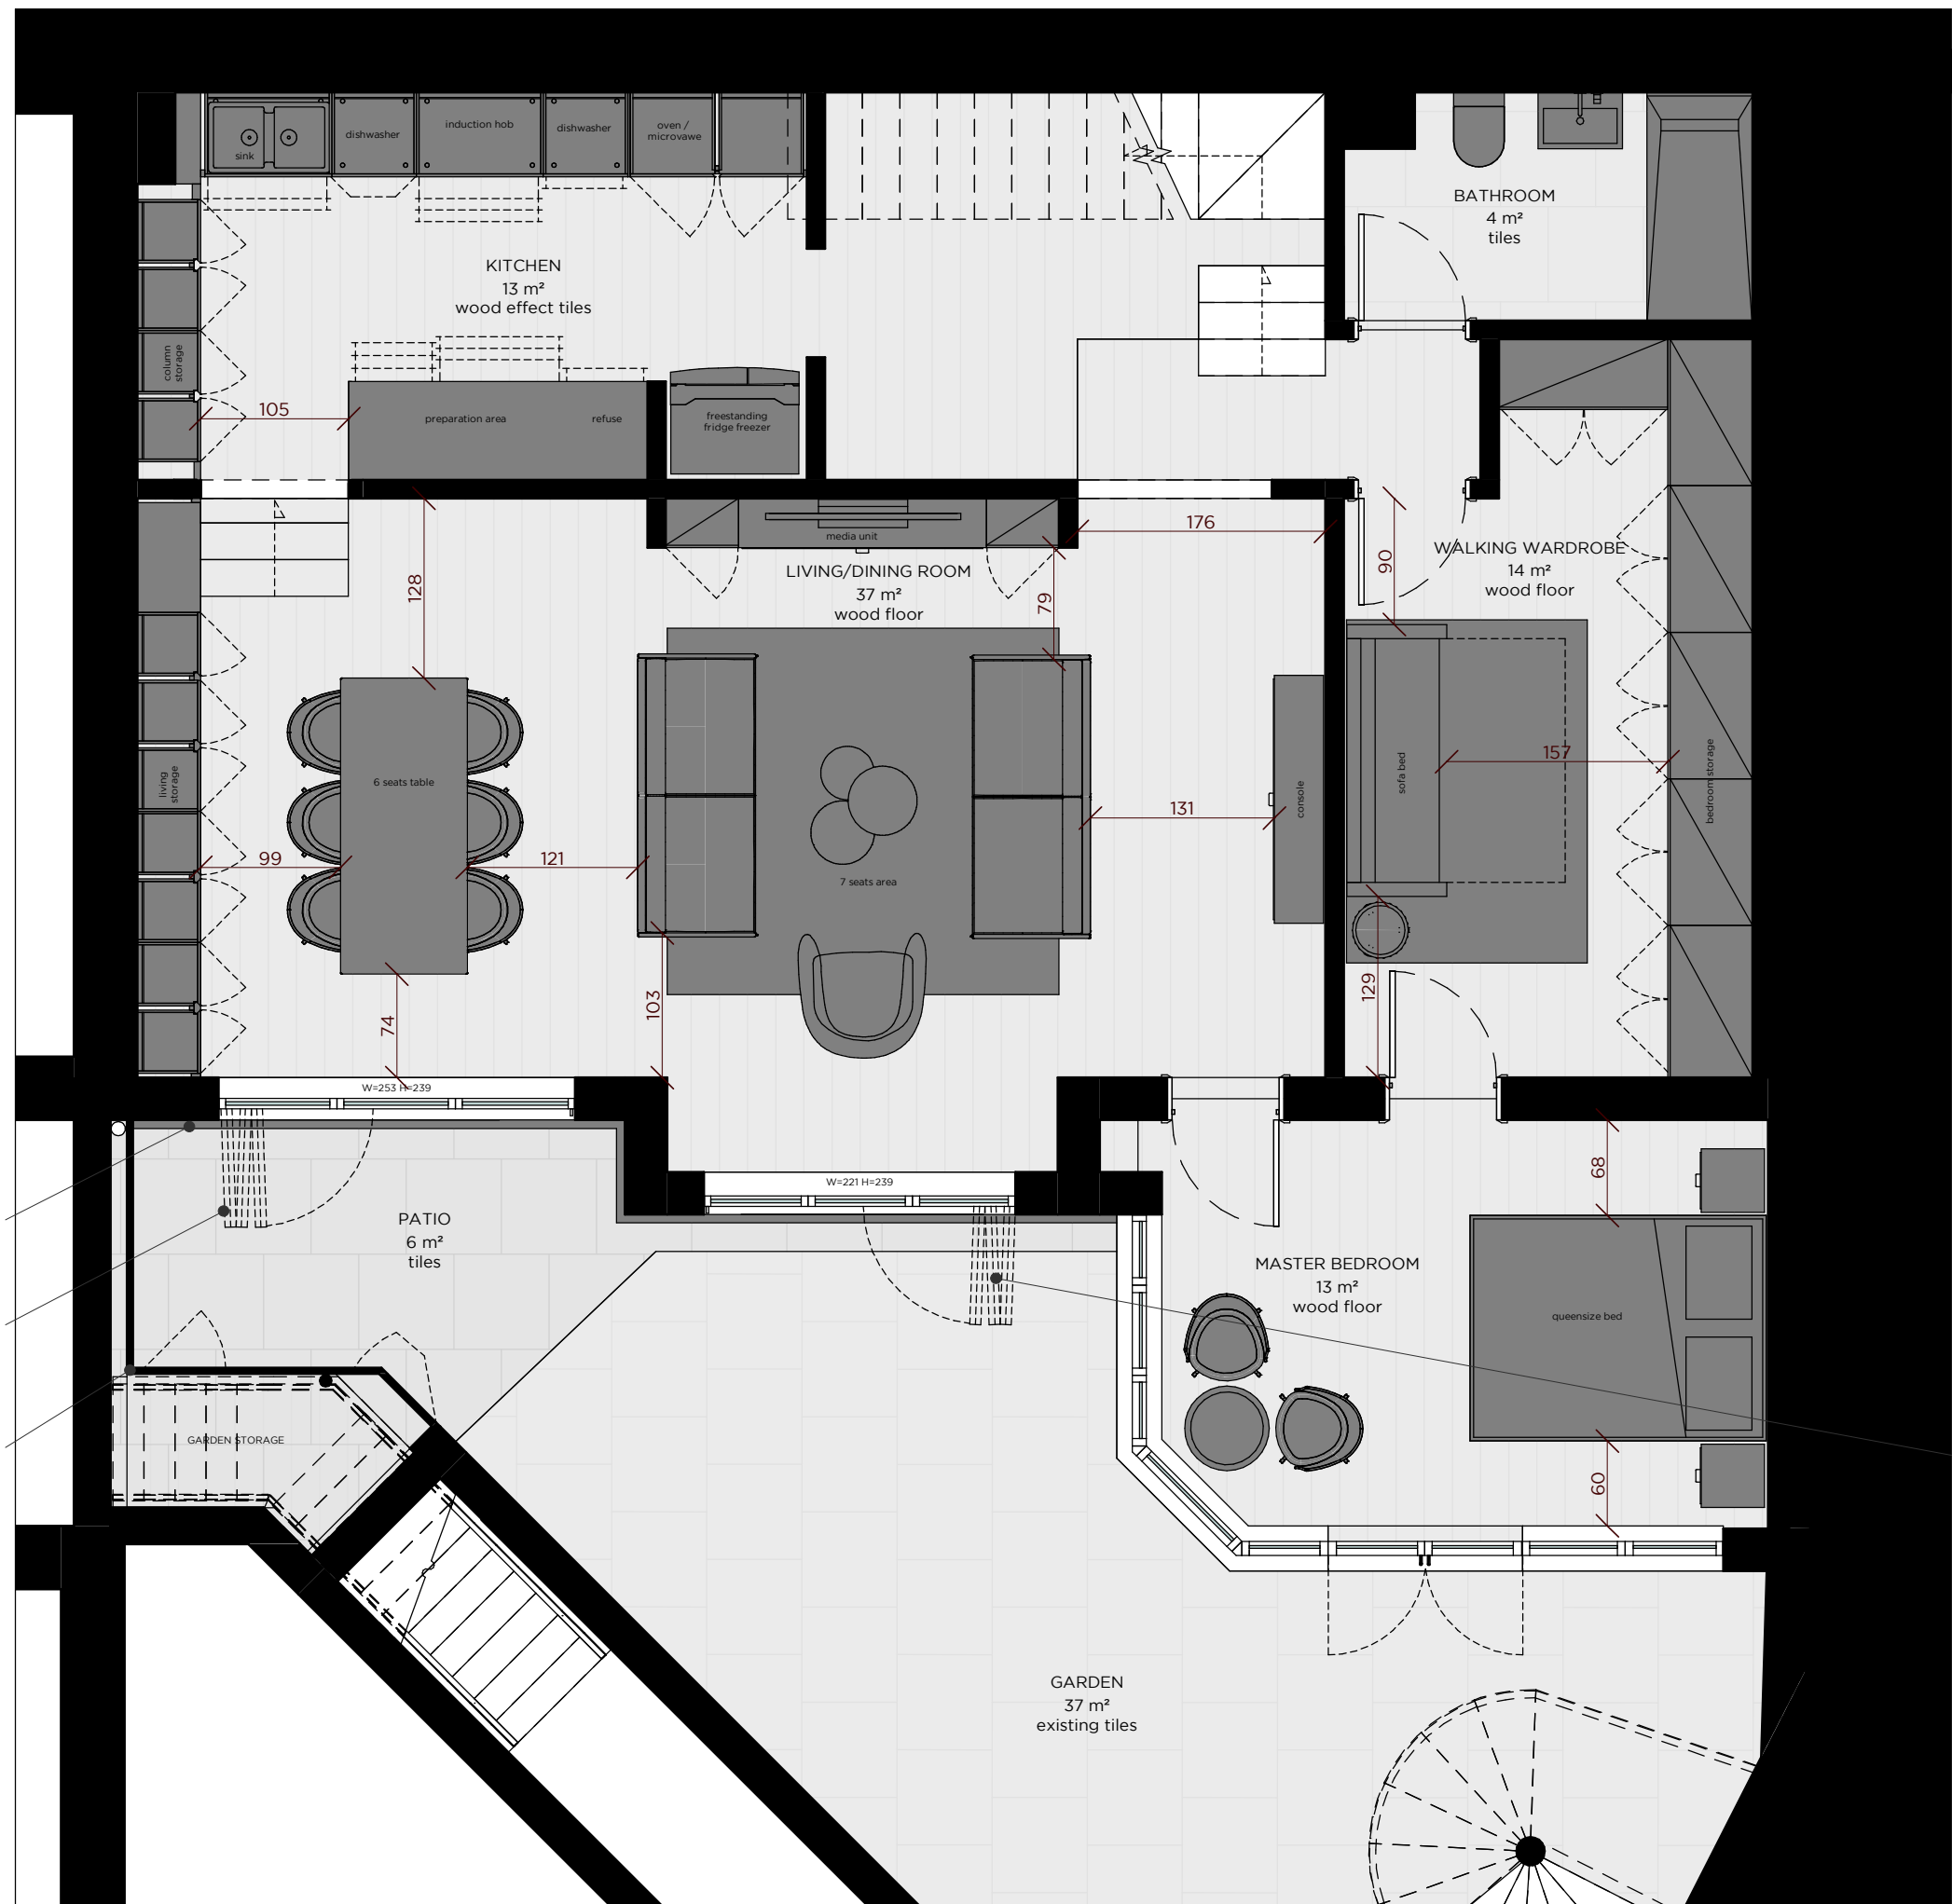 sink
dishwasher
induction hob
dishwasher
oven /
microvawe
BATHROOM
4 m²
tiles
KITCHEN
13 m²
wood effect tiles
column
storage
105
preparation area
refuse
freestanding
fridge freezer
128
media unit
176
LIVING/DINING ROOM
37 m²
wood floor
79
90
WALKING WARDROBE
14 m²
wood floor
living
storage
6 seats table
99
121
7 seats area
131
console
sofa bed
157
bedroom storage
74
103
129
W=253 H=239
W=221 H=239
PATIO
6 m²
tiles
68
MASTER BEDROOM
13 m²
wood floor
queensize bed
60
GARDEN STORAGE
GARDEN
37 m²
existing tiles